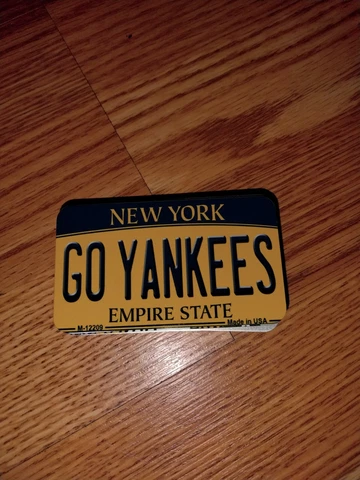 NEW YORK
GO YANKEES
EMPIRE STATE
M-12209 Made in USA